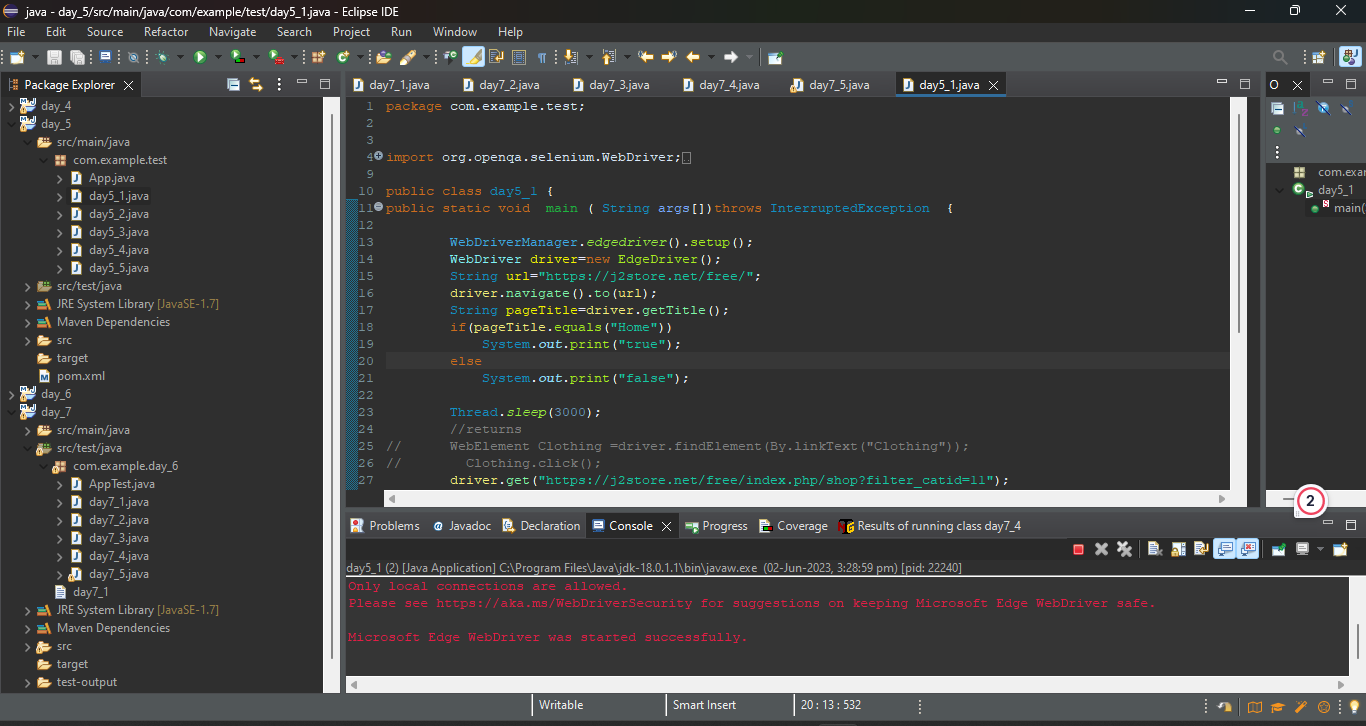 java - day_5/src/main/java/com/example/test/day5_1.java - Eclipse IDE
File Edit Source Refactor Navigate Search Project Run Window Help
Package Explorer
day_4
day_5
src/main/java
com.example.test
App.java
day5_1.java
day5_2.java
day5_3.java
day5_4.java
day5_5.java
src/test/java
JRE System Library [JavaSE-1.7]
Maven Dependencies
src
target
pom.xml
day_6
day_7
src/main/java
src/test/java
com.example.day_6
AppTest.java
day7_1.java
day7_2.java
day7_3.java
day7_4.java
day7_5.java
day7_1
JRE System Library [JavaSE-1.7]
Maven Dependencies
src
target
test-output
day7_1.java day7_2.java day7_3.java day7_4.java day7_5.java day5_1.java
1 package com.example.test;
2
3
4 import org.openqa.selenium.WebDriver;
9
10 public class day5_1 {
11 public static void main ( String args[])throws InterruptedException {
12
13 WebDriverManager.edgedriver().setup();
14 WebDriver driver=new EdgeDriver();
15 String url="https://j2store.net/free/";
16 driver.navigate().to(url);
17 String pageTitle=driver.getTitle();
18 if(pageTitle.equals("Home"))
19 System.out.print("true");
20 else
21 System.out.print("false");
22
23 Thread.sleep(3000);
24 //returns
25 // WebElement Clothing =driver.findElement(By.linkText("Clothing"));
26 // Clothing.click();
27 driver.get("https://j2store.net/free/index.php/shop?filter_catid=11");
O
com.exar
day5_1
main(
2
Problems Javadoc Declaration Console Progress Coverage Results of running class day7_4
day5_1 (2) [Java Application] C:\Program Files\Java\jdk-18.0.1.1\bin\javaw.exe (02-Jun-2023, 3:28:59 pm) [pid: 22240]
Only local connections are allowed.
Please see https://aka.ms/WebDriverSecurity for suggestions on keeping Microsoft Edge WebDriver safe.
Microsoft Edge WebDriver was started successfully.
Writable Smart Insert 20 : 13 : 532